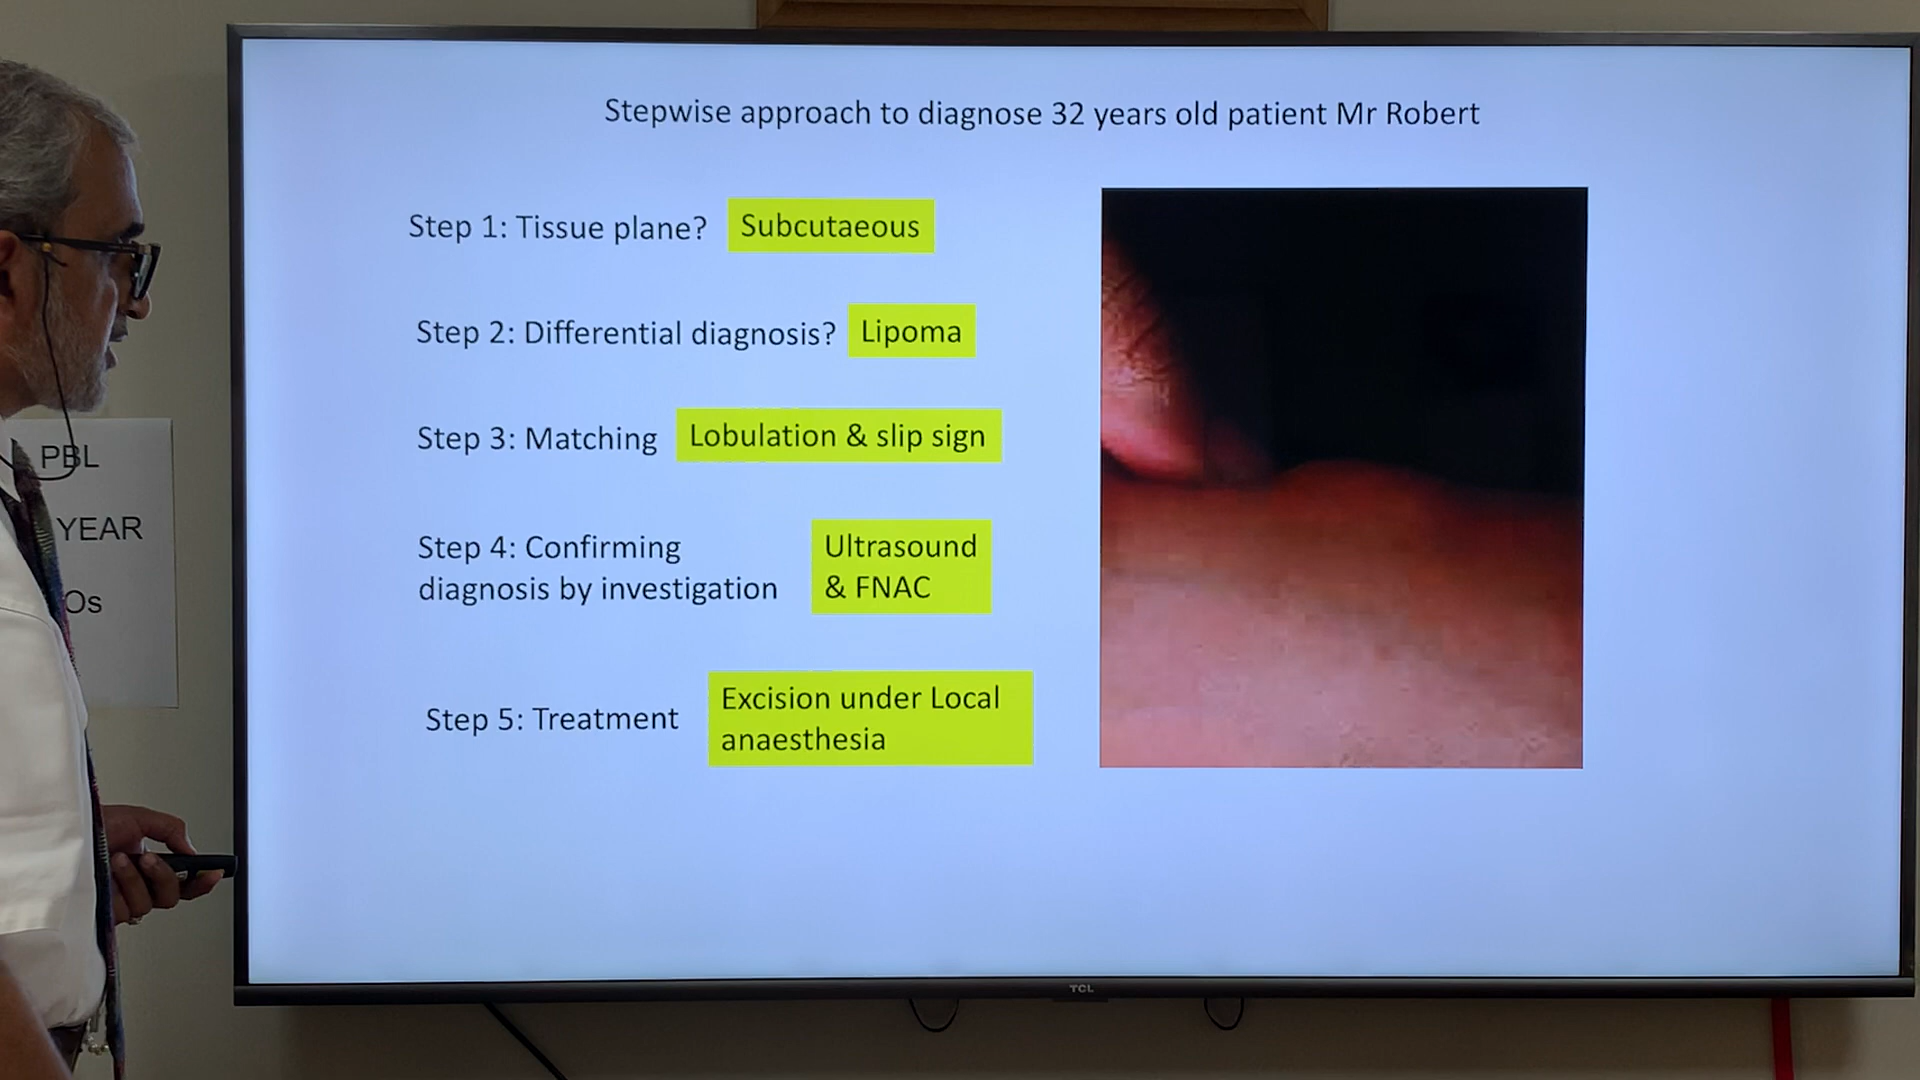 Stepwise approach to diagnose 32 years old patient Mr Robert
Step 1: Tissue plane? Subcutaeous
Step 2: Differential diagnosis? Lipoma
Step 3: Matching Lobulation & slip sign
Step 4: Confirming
diagnosis by investigation
Ultrasound
& FNAC
Step 5: Treatment
Excision under Local
anaesthesia
PBL
YEAR
Os
TCL